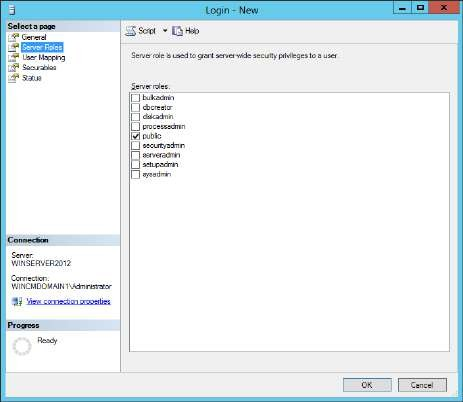 Login - New
Select a page
General
Server Roles
User Mapping
Securables
Status
Script
Help
Server role is used to grant server-wide security privileges to a user.
Server roles:
bulkadmin
dbcreator
diskadmin
processadmin
public
securityadmin
serveradmin
setupadmin
sysadmin
Connection
Server:
WINSERVER2012
Connection:
WINCMDOMAIN1\Administrator
View connection properties
Progress
Ready
OK
Cancel